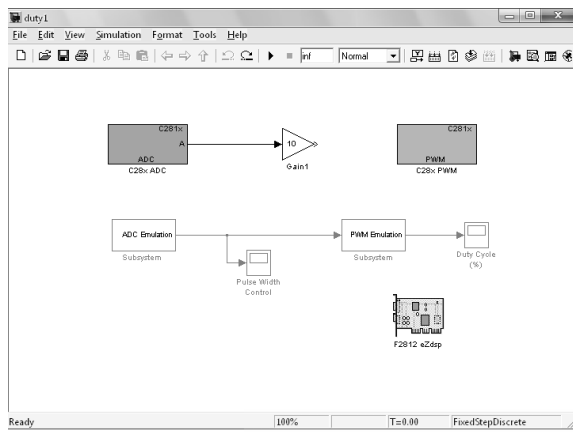 duty1
File Edit View Simulation Format Tools Help
inf Normal
C281x
A
ADC
C28x ADC
10
Gain1
C281x
PWM
C28x PWM
ADC Emulation
Subsystem
Pulse Width
Control
PWM Emulation
Subsystem
Duty Cycle
(%)
F2812 eZdsp
Ready 100% T=0.00 FixedStepDiscrete